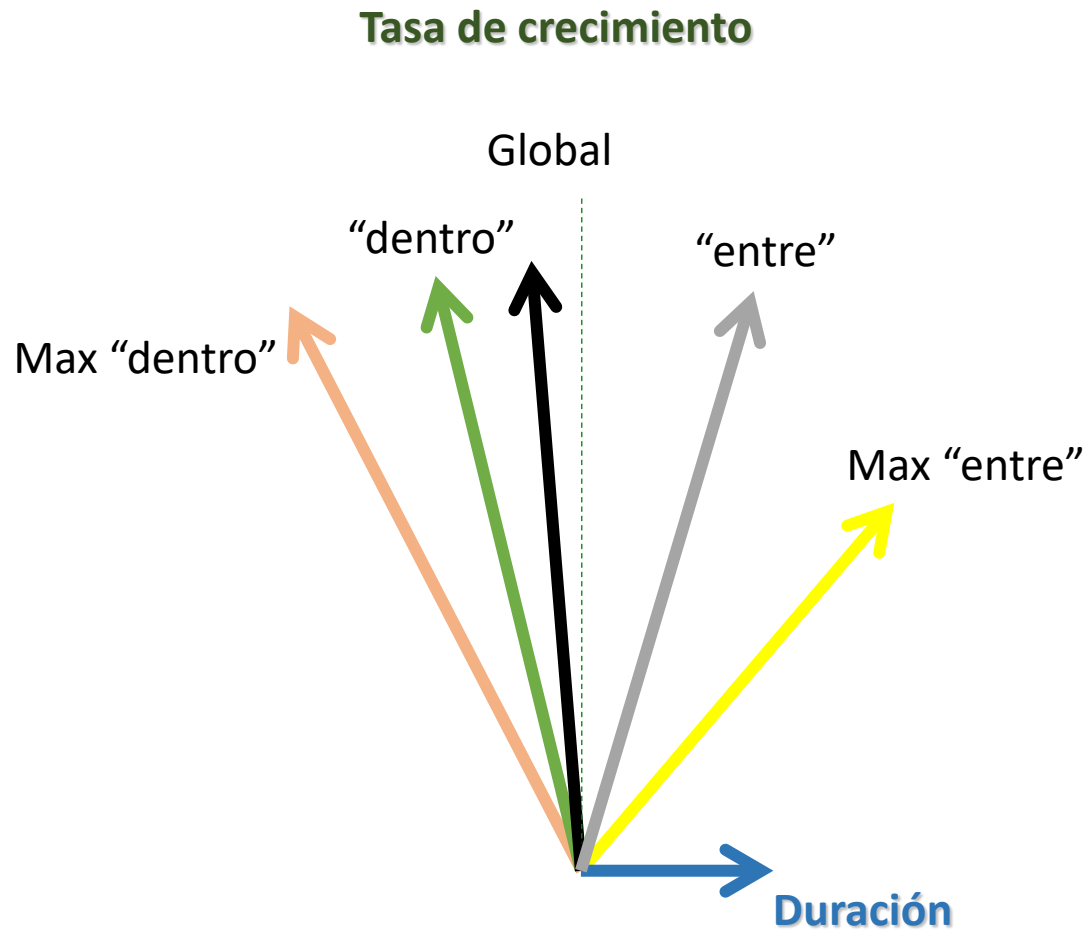 Tasa de crecimiento
Global
“dentro”
“entre”
Max “dentro”
Max “entre”
Duración